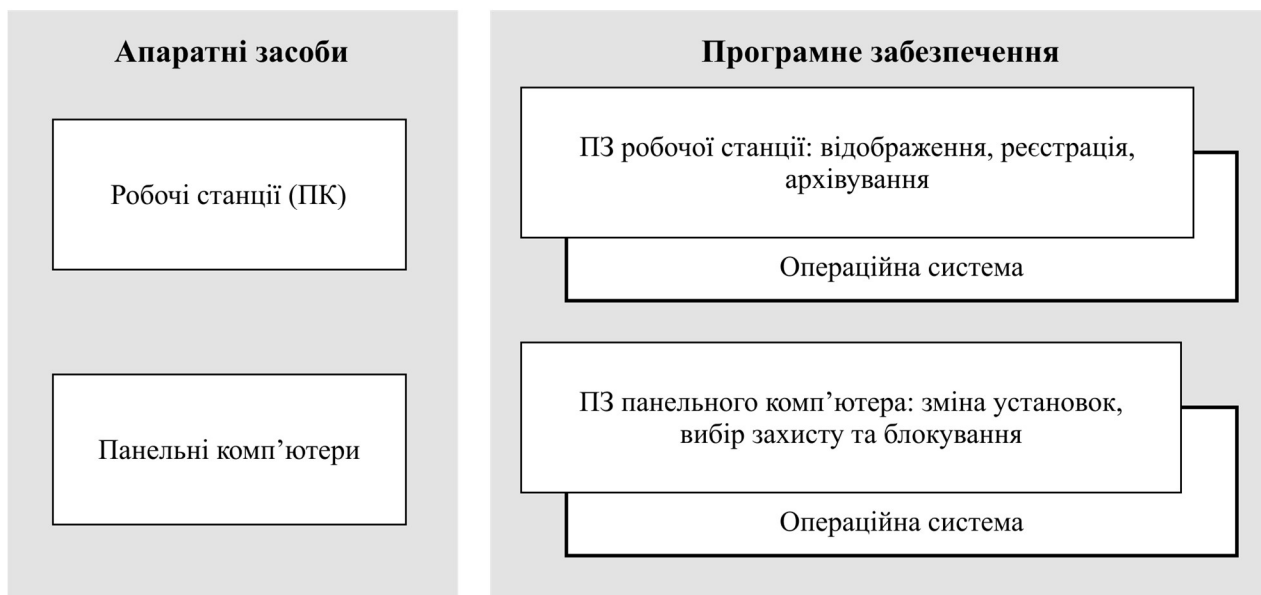 Апаратні засоби
Робочі станції (ПК)
Панельні комп’ютери
Програмне забезпечення
ПЗ робочої станції: відображення, реєстрація,
архівування
Операційна система
ПЗ панельного комп’ютера: зміна установок,
вибір захисту та блокування
Операційна система